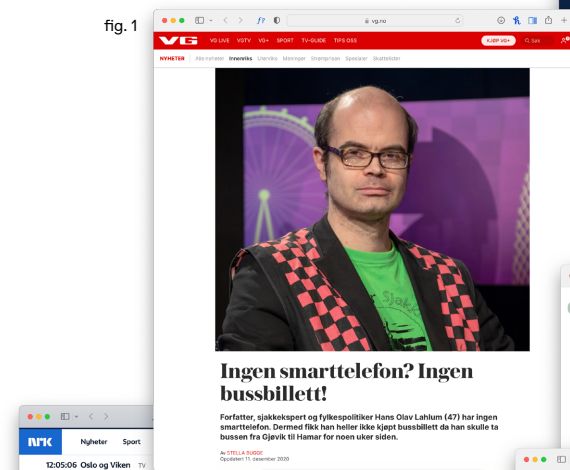 fig. 1
vg.no
VG
VG LIVE VGTV VG+ SPORT TV-GUIDE TIPS OSS
KJØP VG+
Søk
NYHETER Alle nyheter Innenriks Utenriks Meninger Strømprisen Spesialer Skattelister
Sjakk
Ingen smarttelefon? Ingen
bussbillett!
Forfatter, sjakkekspert og fylkespolitiker Hans Olav Lahlum (47) har ingen
smarttelefon. Dermed fikk han heller ikke kjøpt bussbillett da han skulle ta
bussen fra Gjøvik til Hamar for noen uker siden.
Av STELLA BUGGE
Oppdatert 11. desember 2020
NRK
Nyheter Sport
12:05:06 Oslo og Viken TV